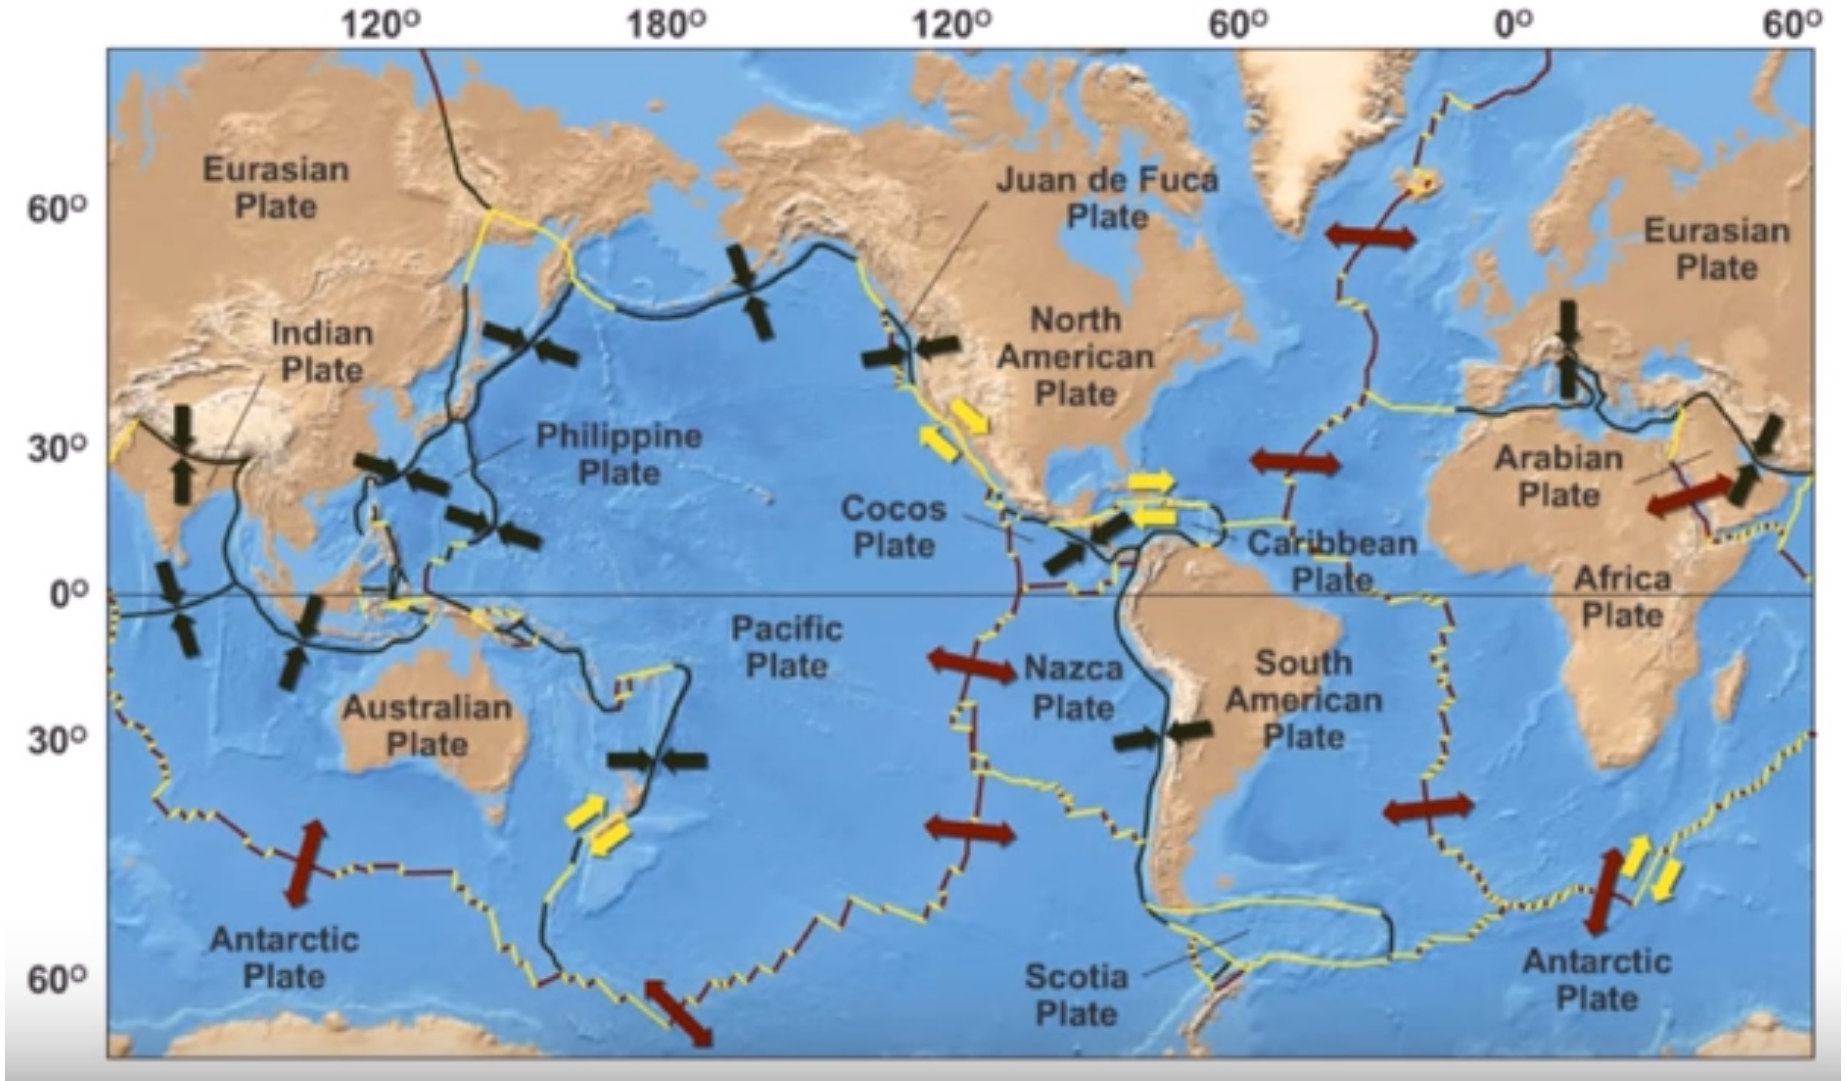 120° 180° 120° 60° 0° 60°
Eurasian
Plate
Juan de Fuca
Plate
60°
Eurasian
Plate
Indian
Plate
North
American
Plate
30°
Philippine
Plate
Arabian
Plate
Cocos
Plate
Caribbean
Plate
0°
Africa
Plate
Pacific
Plate
Nazca
Plate
South
American
Plate
Australian
Plate
30°
Antarctic
Plate
60°
Scotia
Plate
Antarctic
Plate